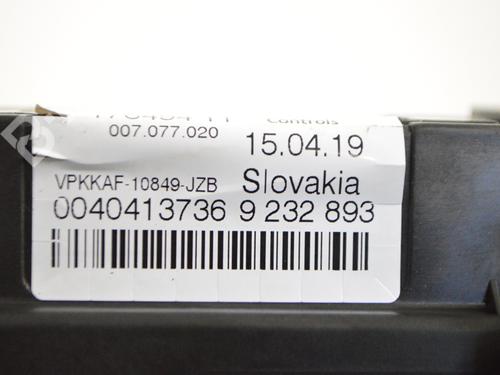 Controls
007.077.020
15.04.19
VPKKAF-10849-JZB Slovakia
0040413736 9 232 893